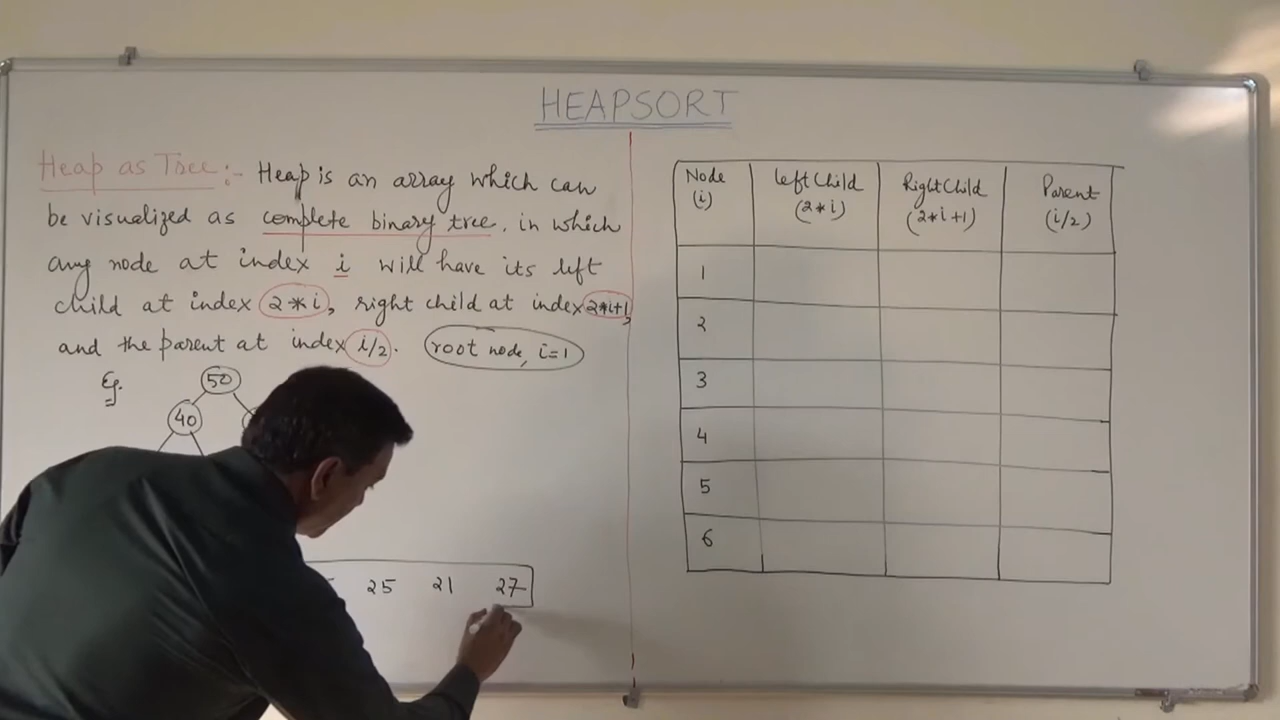 HEAPSORT
Heap as Tree :- Heap is an array which can
be visualized as complete binary tree, in which
any node at index i will have its left
child at index 2*i, right child at index 2*i+1,
and the parent at index i/2. root node, i=1
Eg.
50
40
25 21 27
Node (i) Left Child (2*i) Right Child (2*i+1) Parent (i/2)
1
2
3
4
5
6